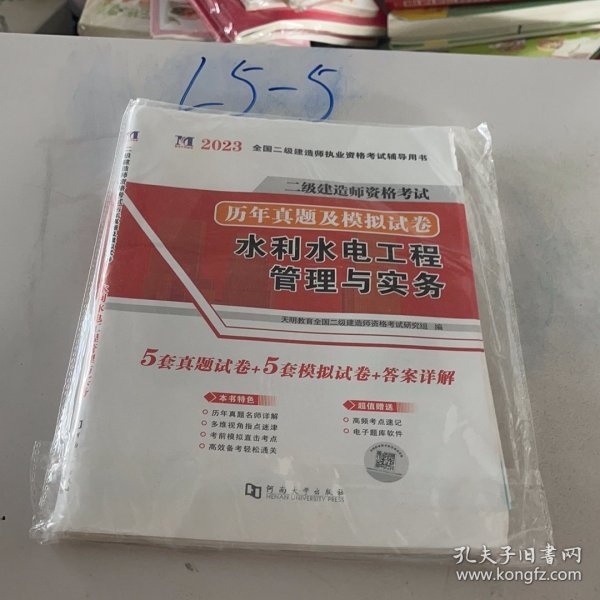 L5-5
2023 全国二级建造师执业资格考试辅导用书
二级建造师资格考试
历年真题及模拟试卷
水利水电工程
管理与实务
天明教育全国二级建造师资格考试研究组 编
5套真题试卷+5套模拟试卷+答案详解
本书特色
历年真题名师详解
多维视角指点迷津
考前模拟直击考点
高效备考轻松通关
超值赠送
高频考点速记
电子题库软件
河南大学出版社
HENAN UNIVERSITY PRESS
孔夫子旧书网
www.kongfz.com